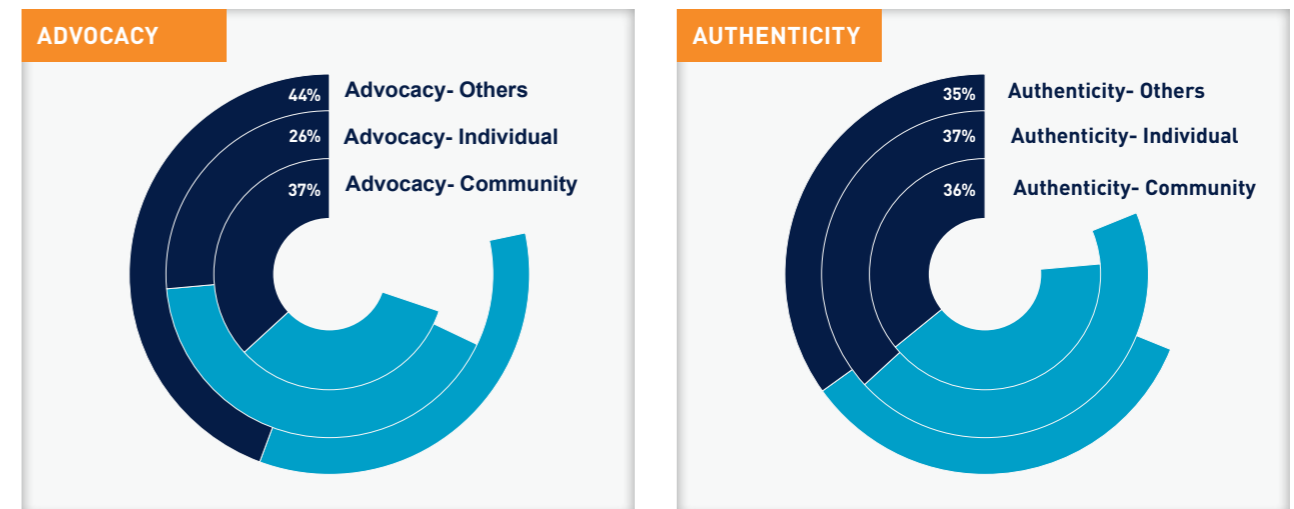 ADVOCACY
44% Advocacy- Others
26% Advocacy- Individual
37% Advocacy- Community
AUTHENTICITY
35% Authenticity- Others
37% Authenticity- Individual
36% Authenticity- Community